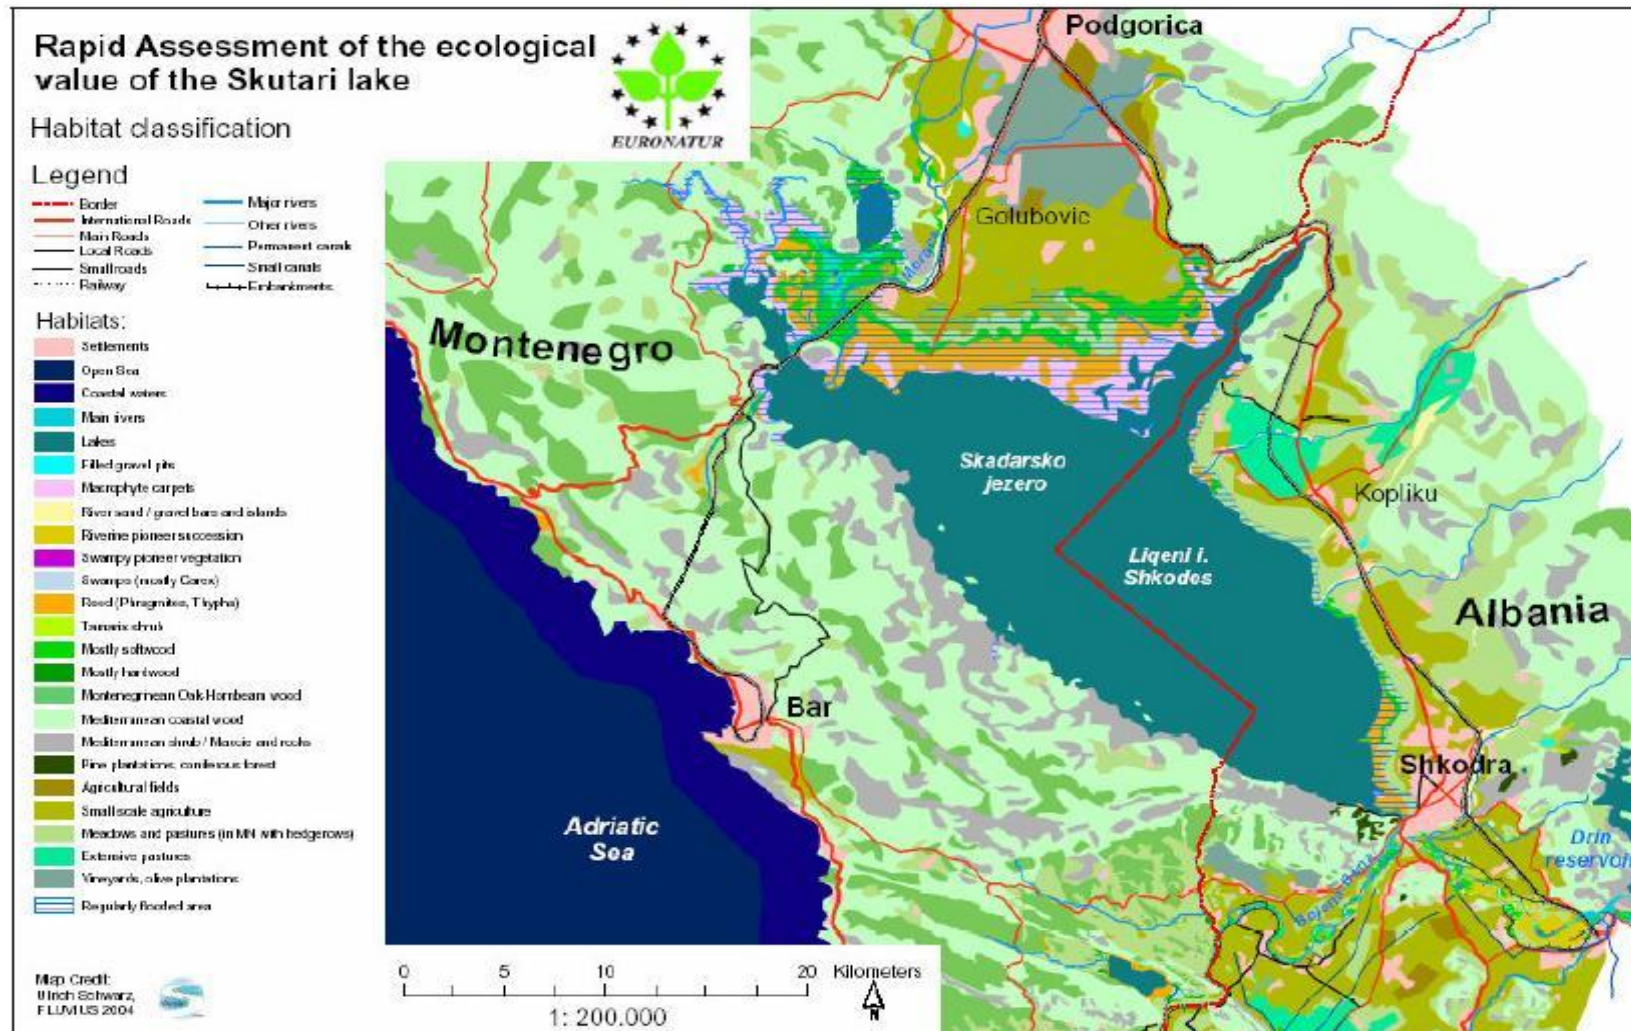 Rapid Assessment of the ecological
value of the Skutari lake
EURONATUR
Habitat classification
Legend
Border
International Roads
Main Roads
Local Roads
Small roads
Railway
Major rivers
Other rivers
Permanent canals
Small canals
Embankments
Habitats:
Settlements
Open Sea
Coastal waters
Main rivers
Lakes
Filled gravel pits
Macrophyte carpets
River sand / gravel bars and islands
Riverine pioneer succession
Swampy pioneer vegetation
Swamps (mostly Carex)
Reed (Phragmites, Thypha)
Tamarix shrub
Mostly softwood
Mostly hardwood
Montenegrinean Oak-Hornbeam wood
Mediterranean coastal wood
Mediterranean shrub / Maccie and rocks
Pine plantations, coniferous forest
Agricultural fields
Small scale agriculture
Meadows and pastures (in MN with hedgerows)
Extensive pastures
Vineyards, olive plantations
Regularly flooded area
Map Credit:
Ulrich Schwarz,
FLUVIUS 2004
Podgorica
Golubovic
Moraca
Montenegro
Skadarsko
jezero
Liqeni i.
Shkodes
Kopliku
Albania
Bar
Shkodra
Adriatic
Sea
Drin
reservoir
0 5 10 20 Kilometers
1: 200.000
N